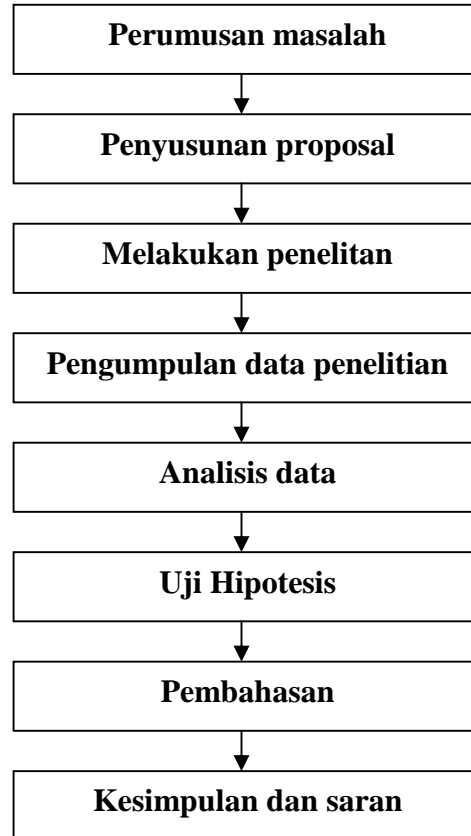 Perumusan masalah
Penyusunan proposal
Melakukan penelitan
Pengumpulan data penelitian
Analisis data
Uji Hipotesis
Pembahasan
Kesimpulan dan saran